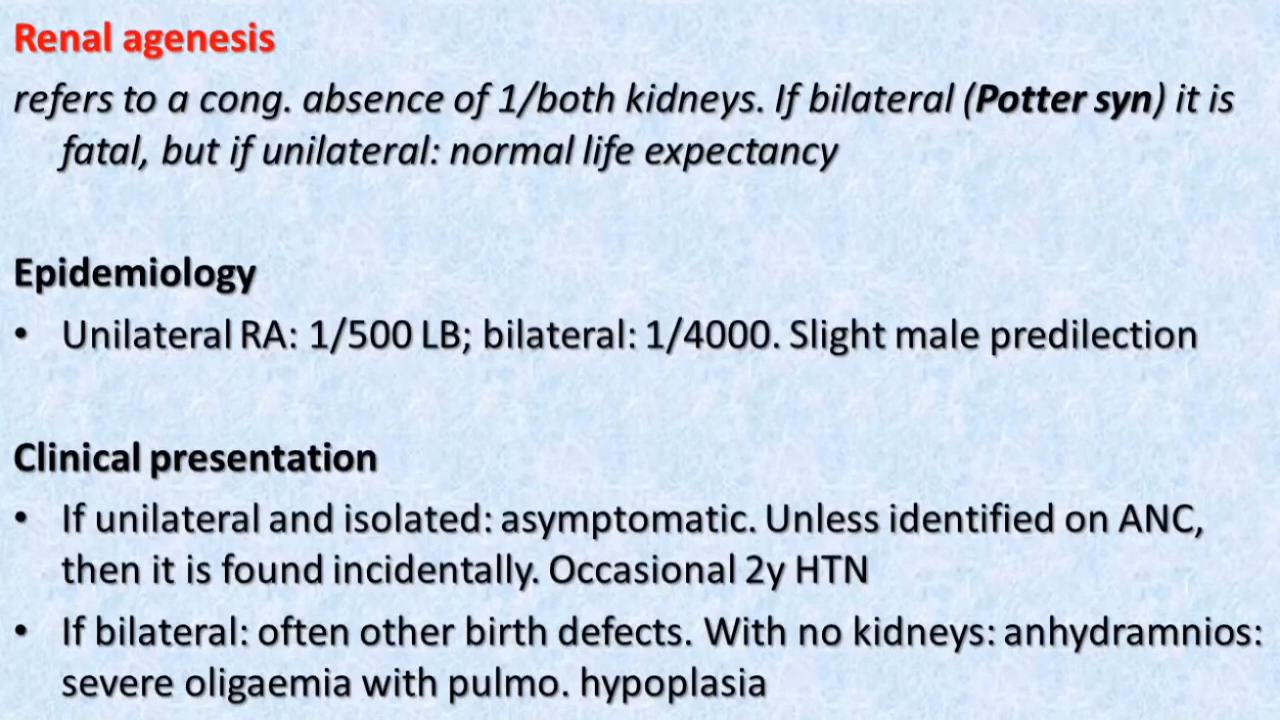 Renal agenesis
refers to a cong. absence of 1/both kidneys. If bilateral (Potter syn) it is
fatal, but if unilateral: normal life expectancy
Epidemiology
• Unilateral RA: 1/500 LB; bilateral: 1/4000. Slight male predilection
Clinical presentation
• If unilateral and isolated: asymptomatic. Unless identified on ANC,
then it is found incidentally. Occasional 2y HTN
• If bilateral: often other birth defects. With no kidneys: anhydramnios:
severe oligaemia with pulmo. hypoplasia